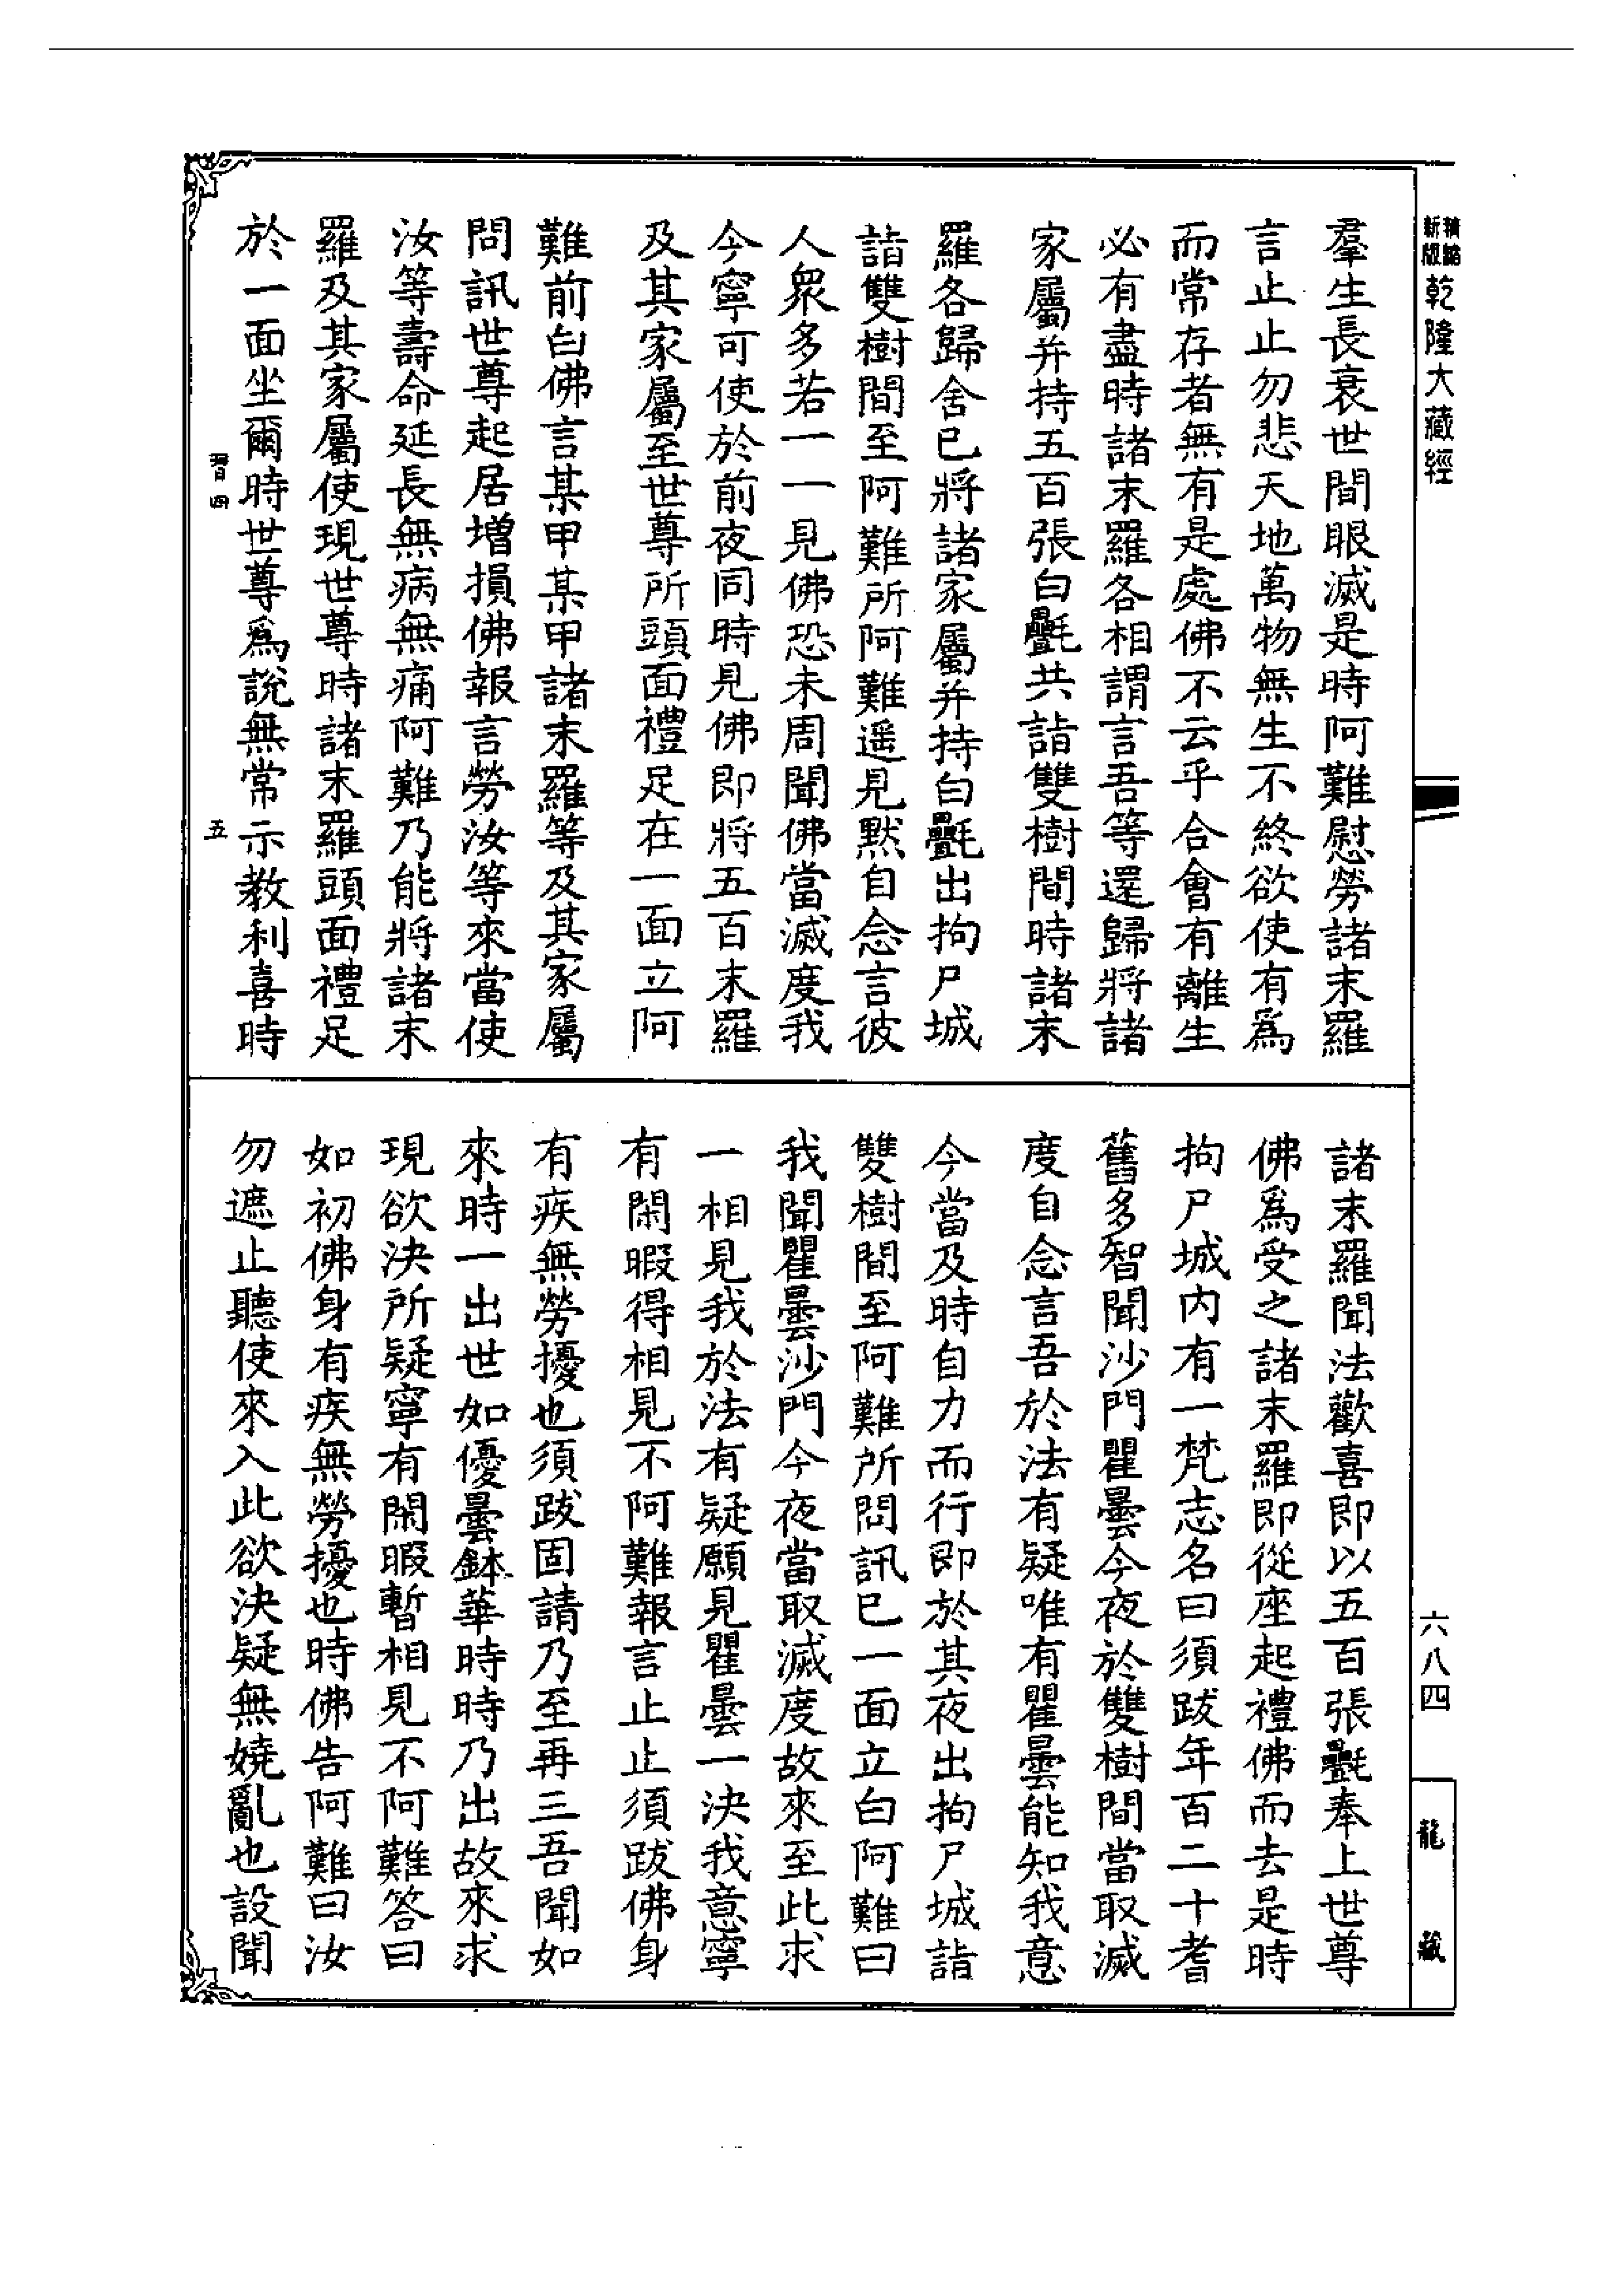 精縮
新版
乾隆大藏經
羣生長衰世間眼滅是時阿難慰勞諸末羅
言止止勿悲天地萬物無生不終欲使有爲
而常存者無有是處佛不云乎合會有離生
必有盡時諸末羅各相謂言吾等還歸將諸
家屬并持五百張白㲲共詣雙樹間時諸末
羅各歸舍已將諸家屬并持白㲲出拘尸城
詣雙樹間至阿難所阿難遥見默自念言彼
人衆多若一一見佛恐未周聞佛當滅度我
今寧可使於前夜同時見佛即將五百末羅
及其家屬至世尊所頭面禮足在一面立阿
難前白佛言某甲某甲諸末羅等及其家屬
問訊世尊起居增損佛報言勞汝等來當使
汝等壽命延長無病無痛阿難乃能將諸末
羅及其家屬使現世尊時諸末羅頭面禮足
於一面坐爾時世尊爲說無常示教利喜時
習四
五
諸末羅聞法歡喜即以五百張㲲奉上世尊
佛爲受之諸末羅即從座起禮佛而去是時
拘尸城内有一梵志名曰須跋年百二十耆
舊多智聞沙門瞿曇今夜於雙樹間當取滅
度自念言吾於法有疑唯有瞿曇能知我意
今當及時自力而行即於其夜出拘尸城詣
雙樹間至阿難所問訊已一面立白阿難曰
我聞瞿曇沙門今夜當取滅度故來至此求
一相見我於法有疑願見瞿曇一決我意寧
有閑暇得相見不阿難報言止止須跋佛身
有疾無勞擾也須跋固請乃至再三吾聞如
來時一出世如優曇鉢華時時乃出故來求
現欲決所疑寧有閑暇暫相見不阿難答曰
如初佛身有疾無勞擾也時佛告阿難曰汝
勿遮止聽使來入此欲決疑無嬈亂也設聞
六八四
龍藏